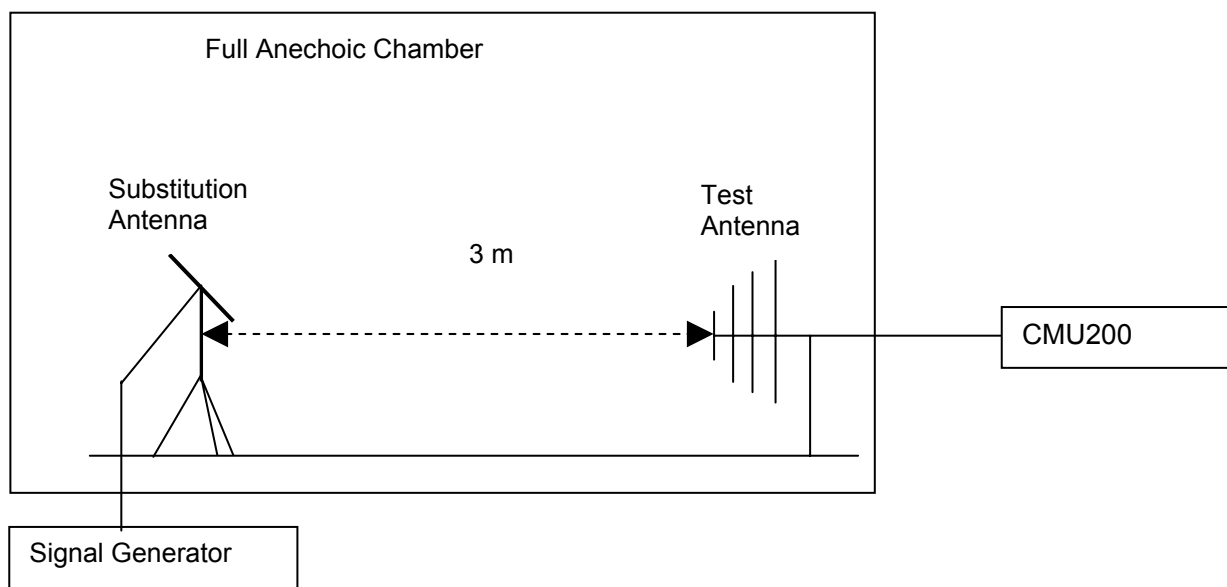 Full Anechoic Chamber
Substitution
Antenna
Test
Antenna
3 m
CMU200
Signal Generator